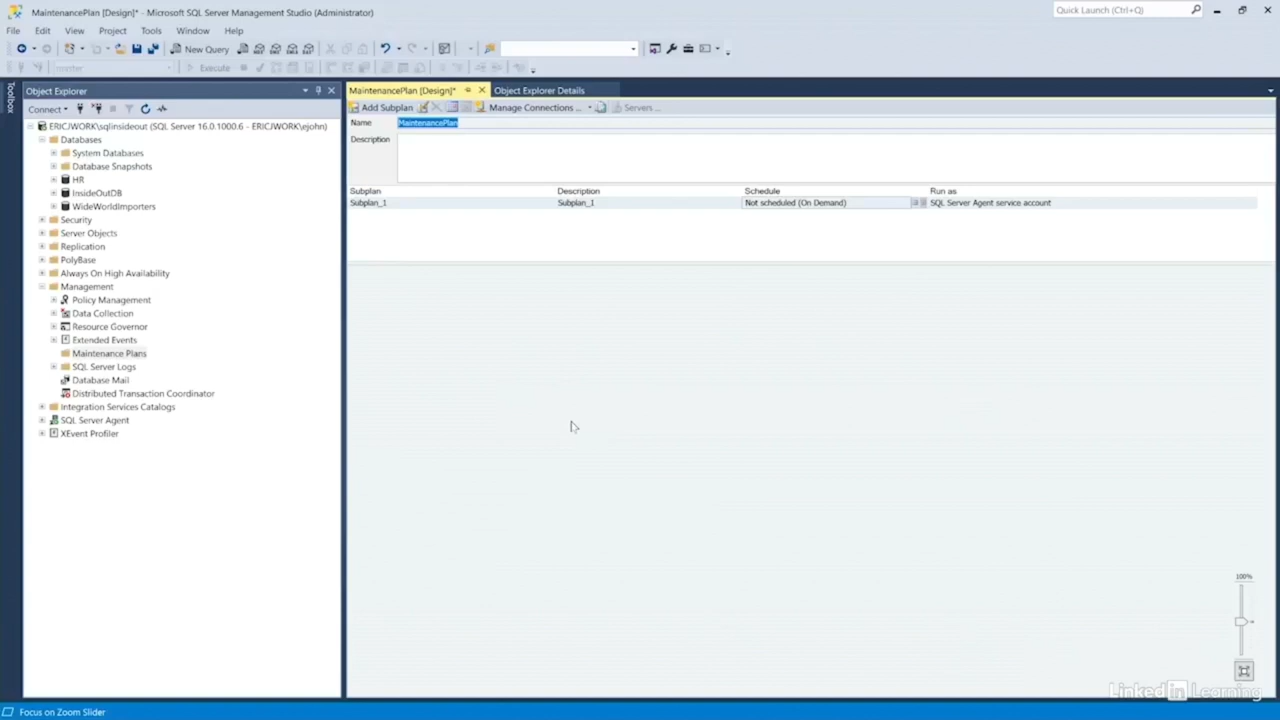 MaintenancePlan [Design]* - Microsoft SQL Server Management Studio (Administrator)
Quick Launch (Ctrl+Q)
File Edit View Project Tools Window Help
New Query
master
Execute
Toolbox
Object Explorer
MaintenancePlan [Design]*
Object Explorer Details
Connect
Add Subplan
Manage Connections ...
Servers ...
ERICJWORK\sqlinsideout (SQL Server 16.0.1000.6 - ERICJWORK\ejohn)
Databases
System Databases
Database Snapshots
HR
InsideOutDB
WideWorldImporters
Security
Server Objects
Replication
PolyBase
Always On High Availability
Management
Policy Management
Data Collection
Resource Governor
Extended Events
Maintenance Plans
SQL Server Logs
Database Mail
Distributed Transaction Coordinator
Integration Services Catalogs
SQL Server Agent
XEvent Profiler
Name MaintenancePlan
Description
Subplan Description Schedule Run as
Subplan_1 Subplan_1 Not scheduled (On Demand) SQL Server Agent service account
100%
Linked in Learning
Focus on Zoom Slider